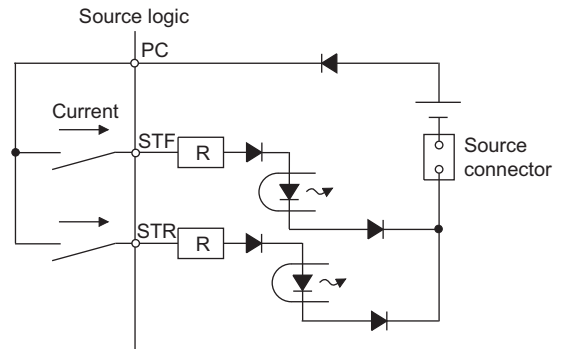 Source logic
PC
Current
STF
R
Source
connector
STR
R